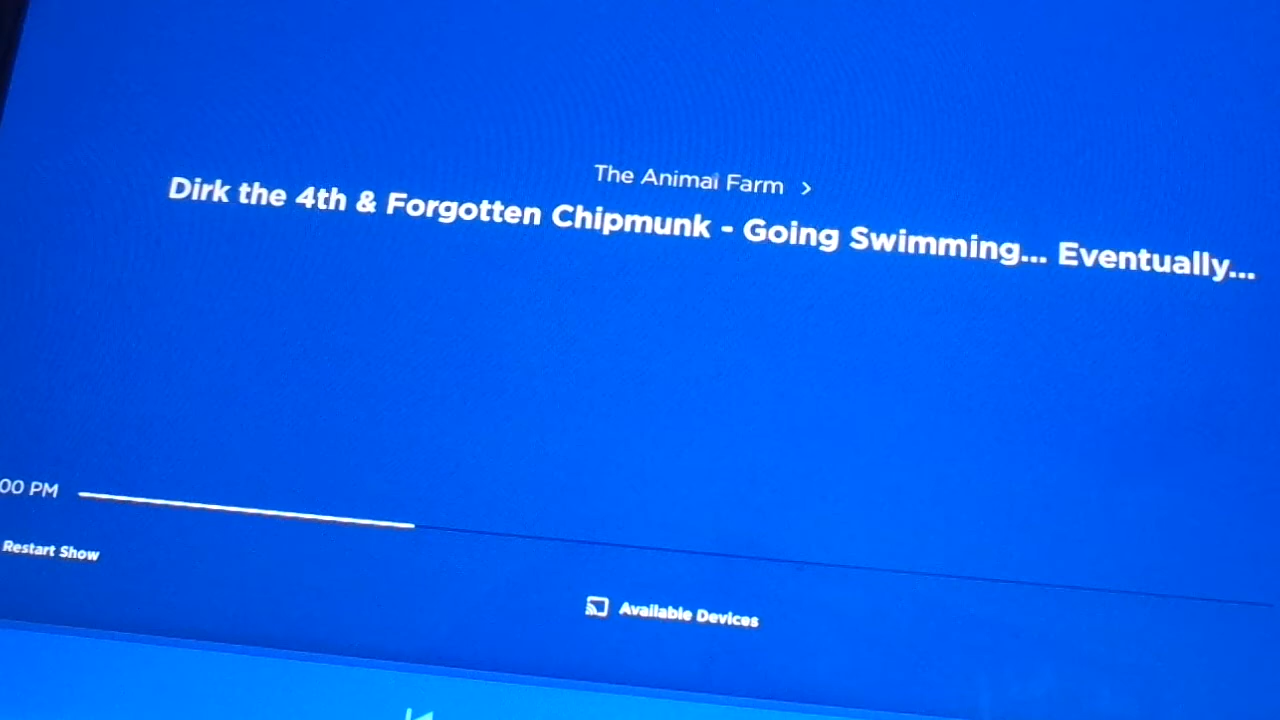 The Animal Farm >
Dirk the 4th & Forgotten Chipmunk - Going Swimming... Eventually...
00 PM
Restart Show
Available Devices